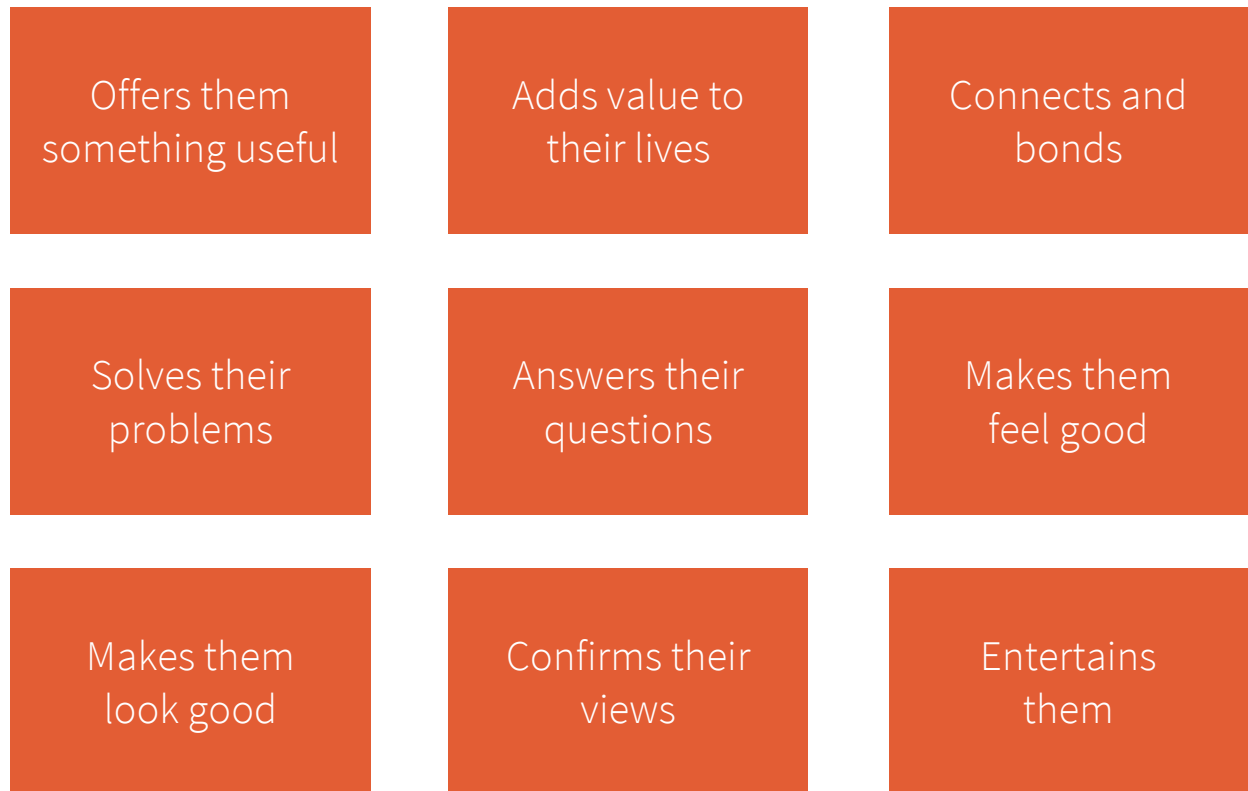 Offers them
something useful
Adds value to
their lives
Connects and
bonds
Solves their
problems
Answers their
questions
Makes them
feel good
Makes them
look good
Confirms their
views
Entertains
them